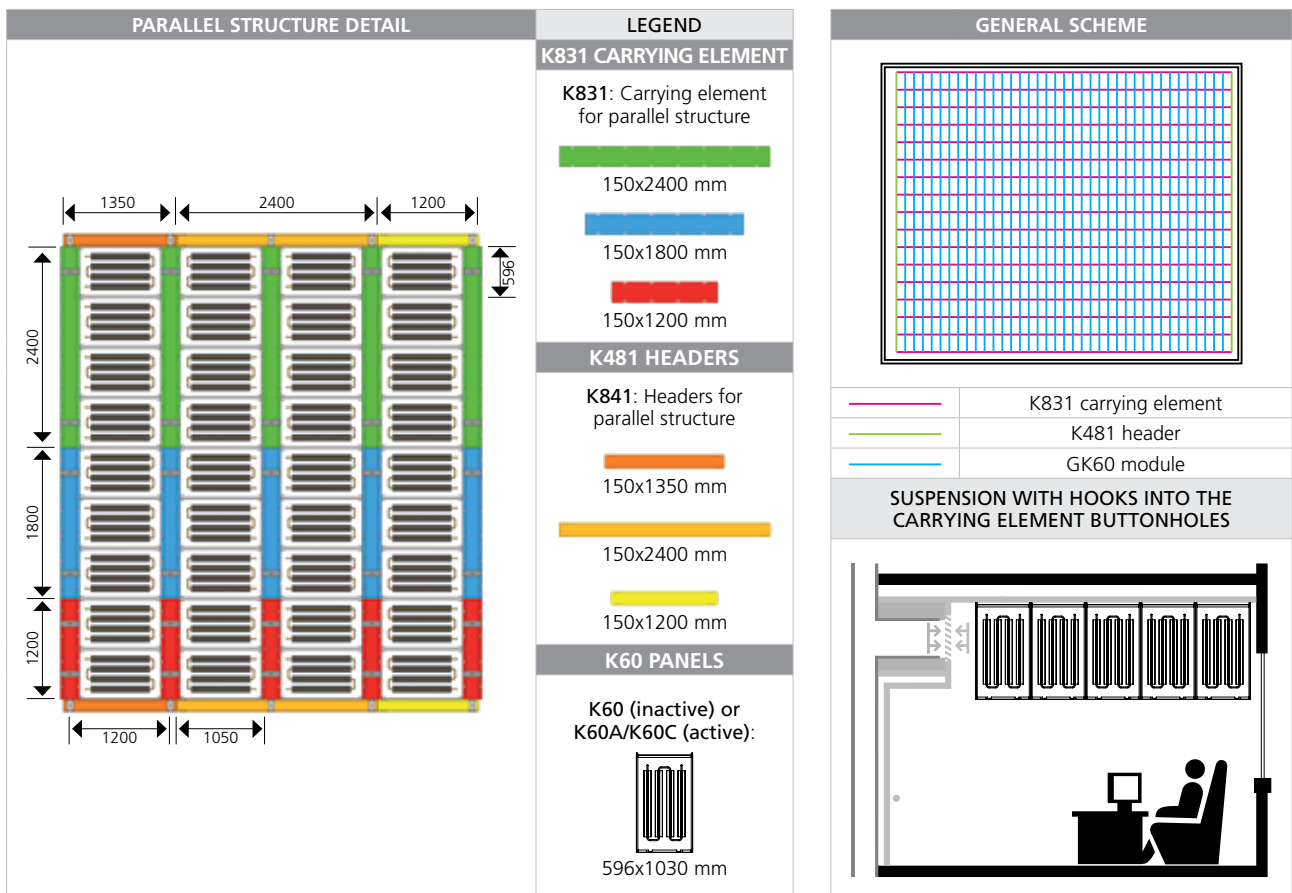 PARALLEL STRUCTURE DETAIL
1350
2400
1200
596
2400
1800
1200
1200
1050
LEGEND
K831 CARRYING ELEMENT
K831: Carrying element
for parallel structure
150x2400 mm
150x1800 mm
150x1200 mm
K481 HEADERS
K841: Headers for
parallel structure
150x1350 mm
150x2400 mm
150x1200 mm
K60 PANELS
K60 (inactive) or
K60A/K60C (active):
596x1030 mm
GENERAL SCHEME
K831 carrying element
K481 header
GK60 module
SUSPENSION WITH HOOKS INTO THE
CARRYING ELEMENT BUTTONHOLES